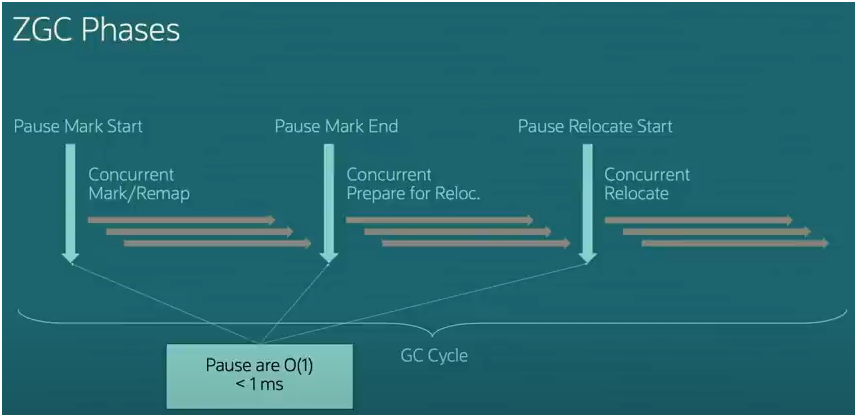 ZGC Phases
Pause Mark Start
Pause Mark End
Pause Relocate Start
Concurrent
Mark/Remap
Concurrent
Prepare for Reloc.
Concurrent
Relocate
GC Cycle
Pause are O(1)
< 1 ms